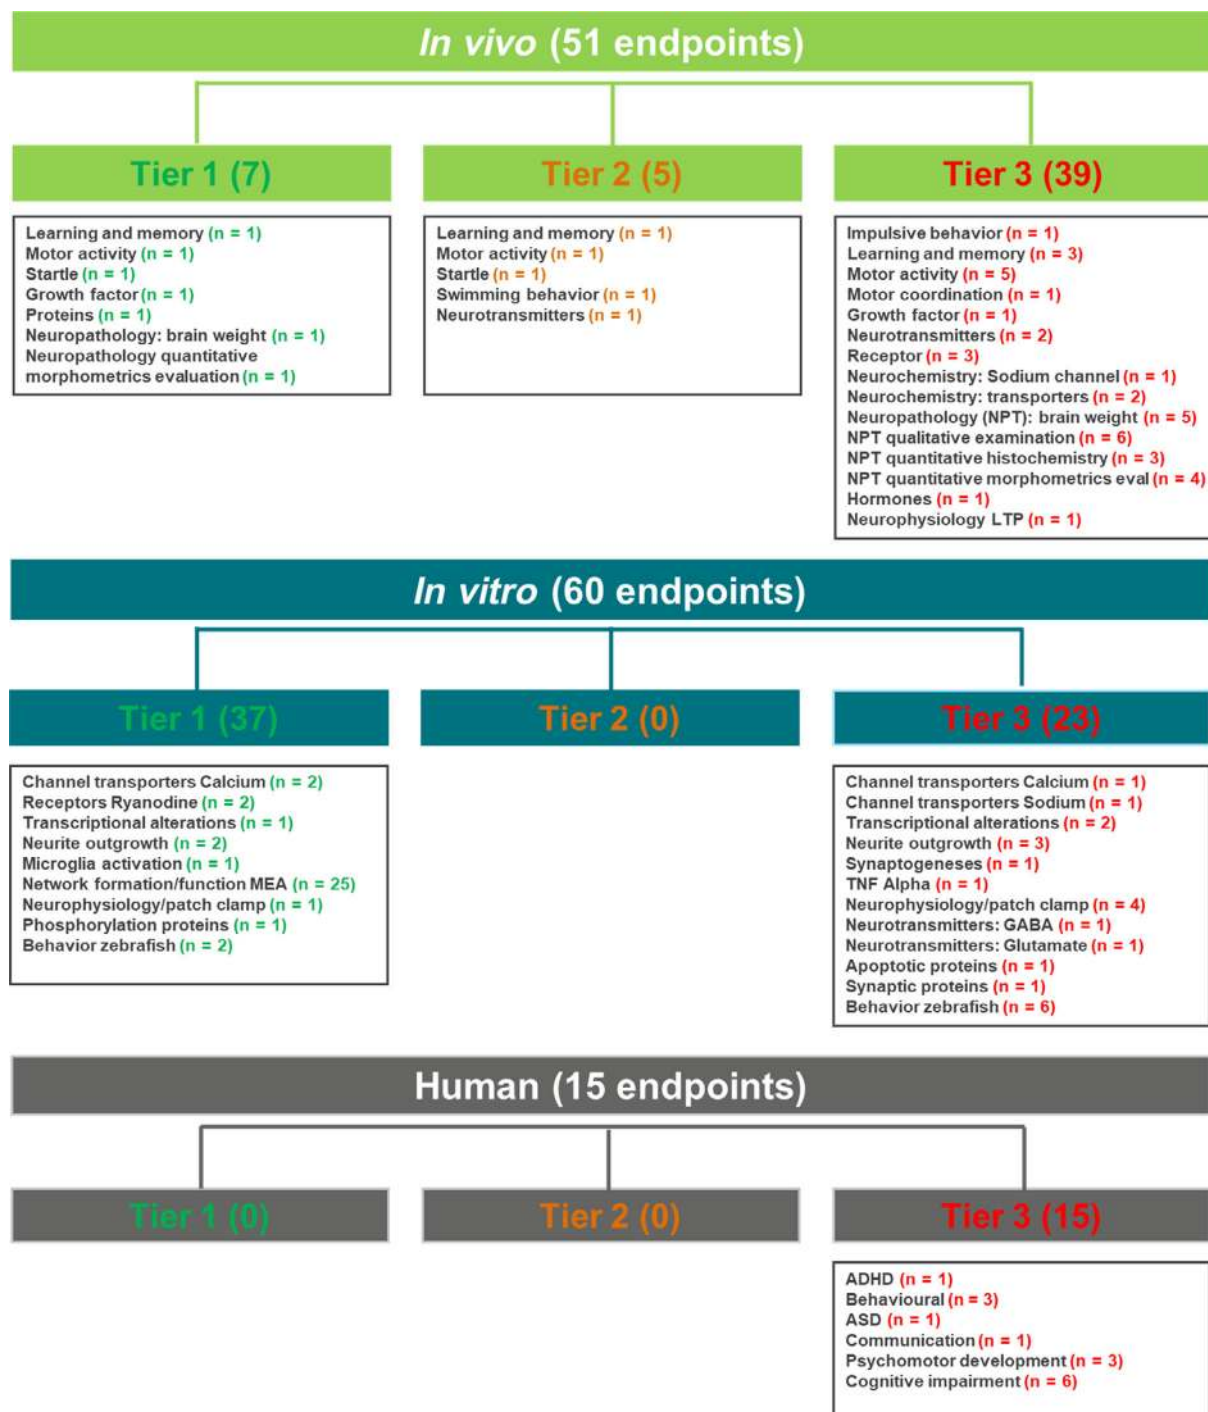 In vivo (51 endpoints)
Tier 1 (7)
Learning and memory (n = 1)
Motor activity (n = 1)
Startle (n = 1)
Growth factor (n = 1)
Proteins (n = 1)
Neuropathology: brain weight (n = 1)
Neuropathology quantitative
morphometrics evaluation (n = 1)
Tier 2 (5)
Learning and memory (n = 1)
Motor activity (n = 1)
Startle (n = 1)
Swimming behavior (n = 1)
Neurotransmitters (n = 1)
Tier 3 (39)
Impulsive behavior (n = 1)
Learning and memory (n = 3)
Motor activity (n = 5)
Motor coordination (n = 1)
Growth factor (n = 1)
Neurotransmitters (n = 2)
Receptor (n = 3)
Neurochemistry: Sodium channel (n = 1)
Neurochemistry: transporters (n = 2)
Neuropathology (NPT): brain weight (n = 5)
NPT qualitative examination (n = 6)
NPT quantitative histochemistry (n = 3)
NPT quantitative morphometrics eval (n = 4)
Hormones (n = 1)
Neurophysiology LTP (n = 1)
In vitro (60 endpoints)
Tier 1 (37)
Channel transporters Calcium (n = 2)
Receptors Ryanodine (n = 2)
Transcriptional alterations (n = 1)
Neurite outgrowth (n = 2)
Microglia activation (n = 1)
Network formation/function MEA (n = 25)
Neurophysiology/patch clamp (n = 1)
Phosphorylation proteins (n = 1)
Behavior zebrafish (n = 2)
Tier 2 (0)
Tier 3 (23)
Channel transporters Calcium (n = 1)
Channel transporters Sodium (n = 1)
Transcriptional alterations (n = 2)
Neurite outgrowth (n = 3)
Synaptogeneses (n = 1)
TNF Alpha (n = 1)
Neurophysiology/patch clamp (n = 4)
Neurotransmitters: GABA (n = 1)
Neurotransmitters: Glutamate (n = 1)
Apoptotic proteins (n = 1)
Synaptic proteins (n = 1)
Behavior zebrafish (n = 6)
Human (15 endpoints)
Tier 1 (0)
Tier 2 (0)
Tier 3 (15)
ADHD (n = 1)
Behavioural (n = 3)
ASD (n = 1)
Communication (n = 1)
Psychomotor development (n = 3)
Cognitive impairment (n = 6)